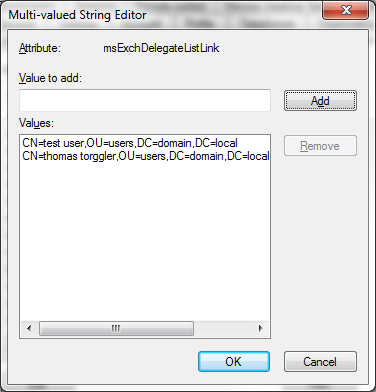 Multi-valued String Editor
Attribute: msExchDelegateListLink
Value to add:
Add
Values:
CN=test user,OU=users,DC=domain,DC=local
CN=thomas torggler,OU=users,DC=domain,DC=local
Remove
OK Cancel